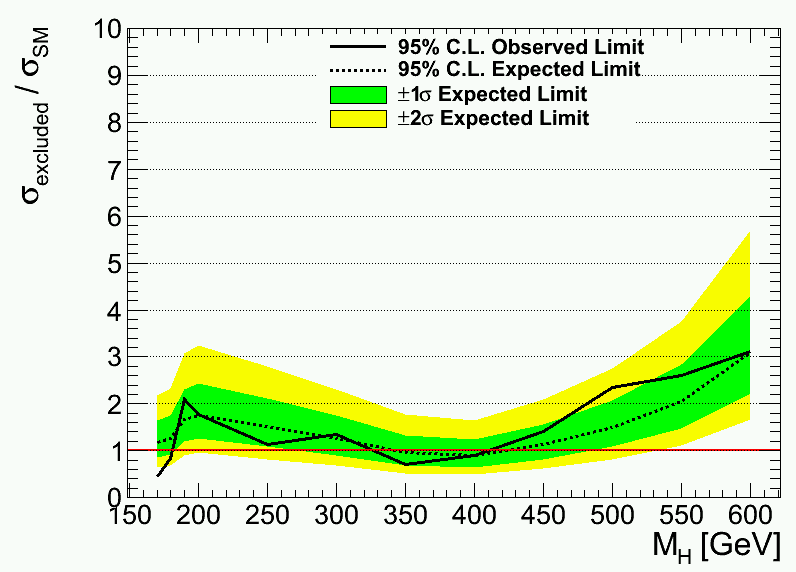 σexcluded / σSM
10
9
8
7
6
5
4
3
2
1
0
95% C.L. Observed Limit
95% C.L. Expected Limit
±1σ Expected Limit
±2σ Expected Limit
150 200 250 300 350 400 450 500 550 600
MH [GeV]